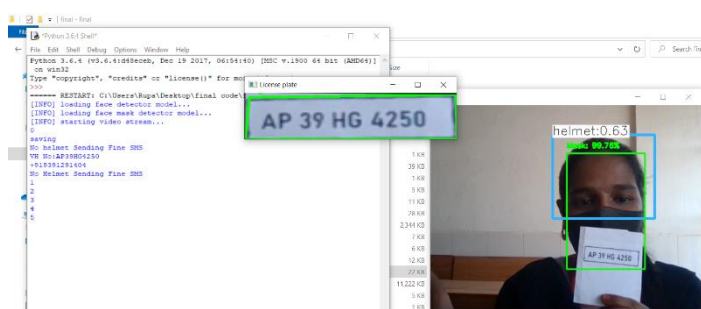 final - final
*Python 3.6.4 Shell*
File Edit Shell Debug Options Window Help
Python 3.6.4 (v3.6.4:d48eceb, Dec 19 2017, 06:54:40) [MSC v.1900 64 bit (AMD64)]
on win32
Type "copyright", "credits" or "license()" for mo
>>>
====== RESTART: C:\Users\Rupa\Desktop\final code\
[INFO] loading face detector model...
[INFO] loading face mask detector model...
[INFO] starting video stream...
0
saving
No helmet Sending Fine SMS
VH No:AP39HG4250
+919391291404
No Helmet Sending Fine SMS
1
2
3
4
5
License plate
AP 39 HG 4250
Search fin
Size
1 KB
39 KB
1 KB
5 KB
11 KB
28 KB
2,344 KB
7 KB
6 KB
12 KB
27 KB
11,222 KB
5 KB
helmet:0.63
Mask: 99.76%
AP 39 HG 4250